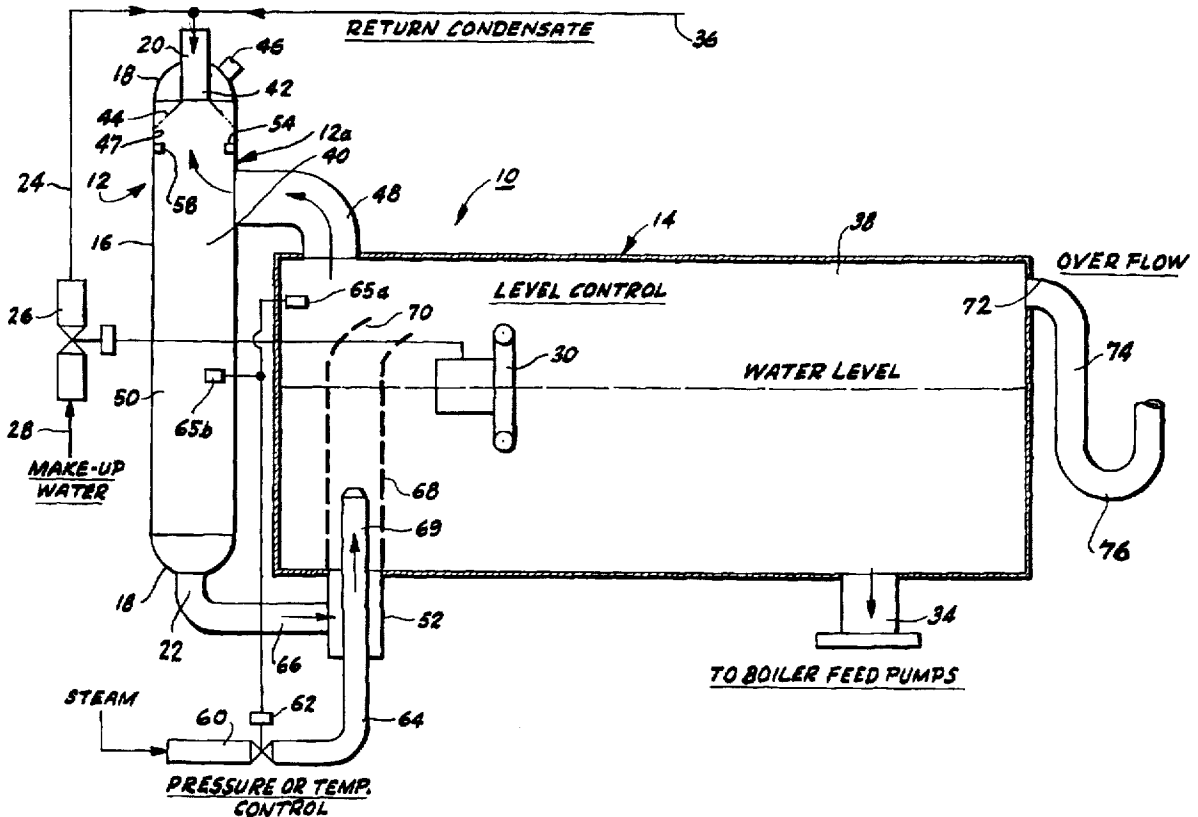 RETURN CONDENSATE
36
20
46
18
42
44
47
54
12a
40
24
12
58
10
48
16
14
38
OVER FLOW
65a
LEVEL CONTROL
72
26
70
30
74
WATER LEVEL
50
65b
28
MAKE-UP
WATER
68
69
76
18
22
52
34
66
TO BOILER FEED PUMPS
STEAM
62
60
64
PRESSURE OR TEMP.
CONTROL